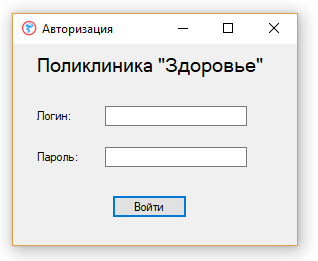 Авторизация
Поликлиника "Здоровье"
Логин:
Пароль:
Войти